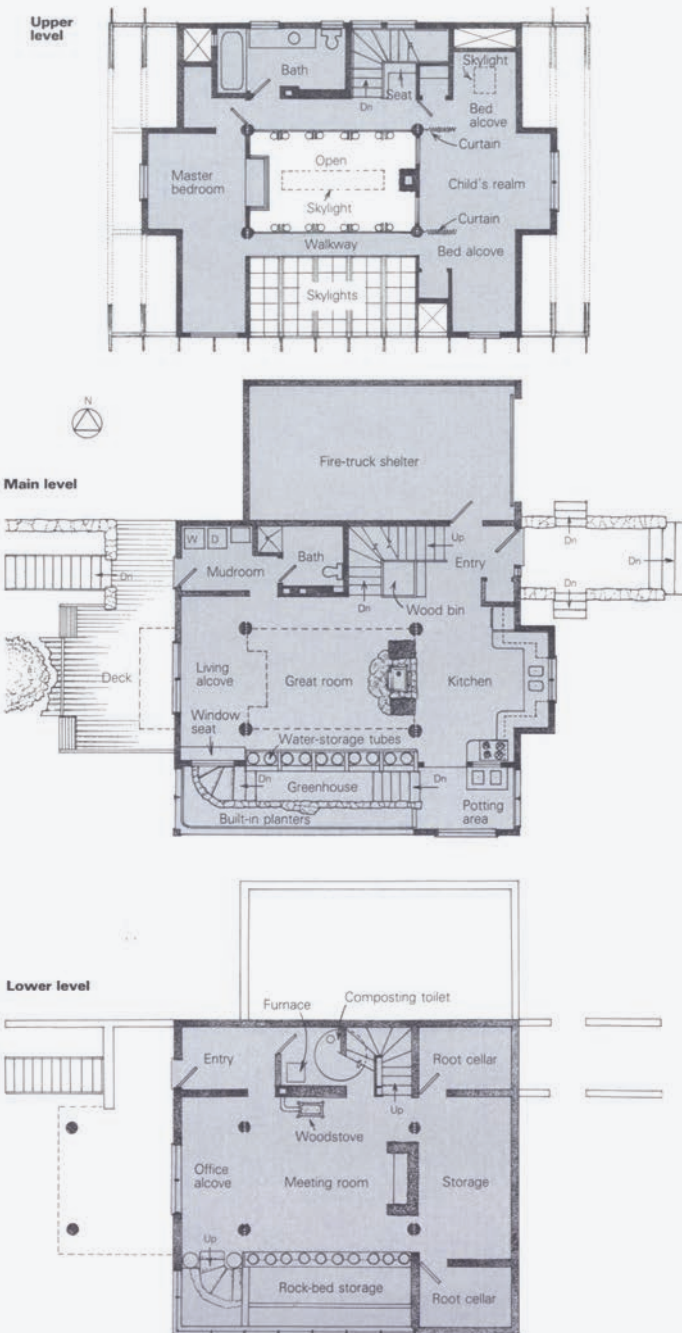 Upper
level
Bath
Dn
Seat
Skylight
Bed
alcove
Curtain
Open
Master
bedroom
Skylight
Child's realm
Curtain
Walkway
Bed alcove
Skylights
N
Main level
Fire-truck shelter
W D
Mudroom
Bath
Up
Entry
Dn
Dn
Dn
Dn
Dn
Dn
Wood bin
Deck
Living
alcove
Great room
Kitchen
Window
seat
Water-storage tubes
Dn
Dn
Greenhouse
Built-in planters
Potting
area
Lower level
Furnace
Composting toilet
Entry
Root cellar
Up
Woodstove
Office
alcove
Meeting room
Storage
Up
Rock-bed storage
Root cellar